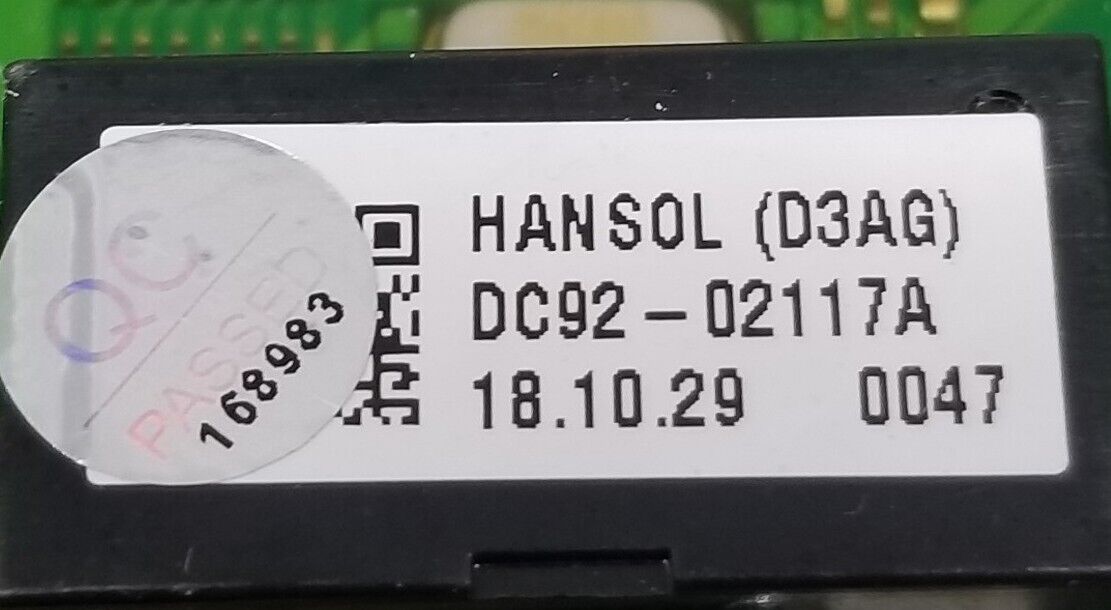 HANSOL (D3AG)
DC92-02117A
18.10.29 0047
QC
PASSED
168983